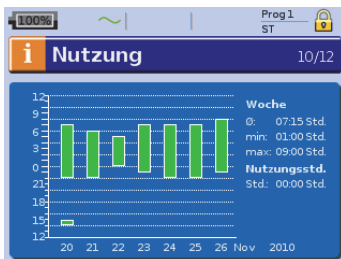 100%
Prog 1
ST
i Nutzung 10/12
12
9
6
3
0
21
18
15
12
20 21 22 23 24 25 26 Nov 2010
Woche
Ø: 07:15 Std.
min: 01:00 Std.
max: 09:00 Std.
Nutzungsstd.
Std.: 00:00 Std.